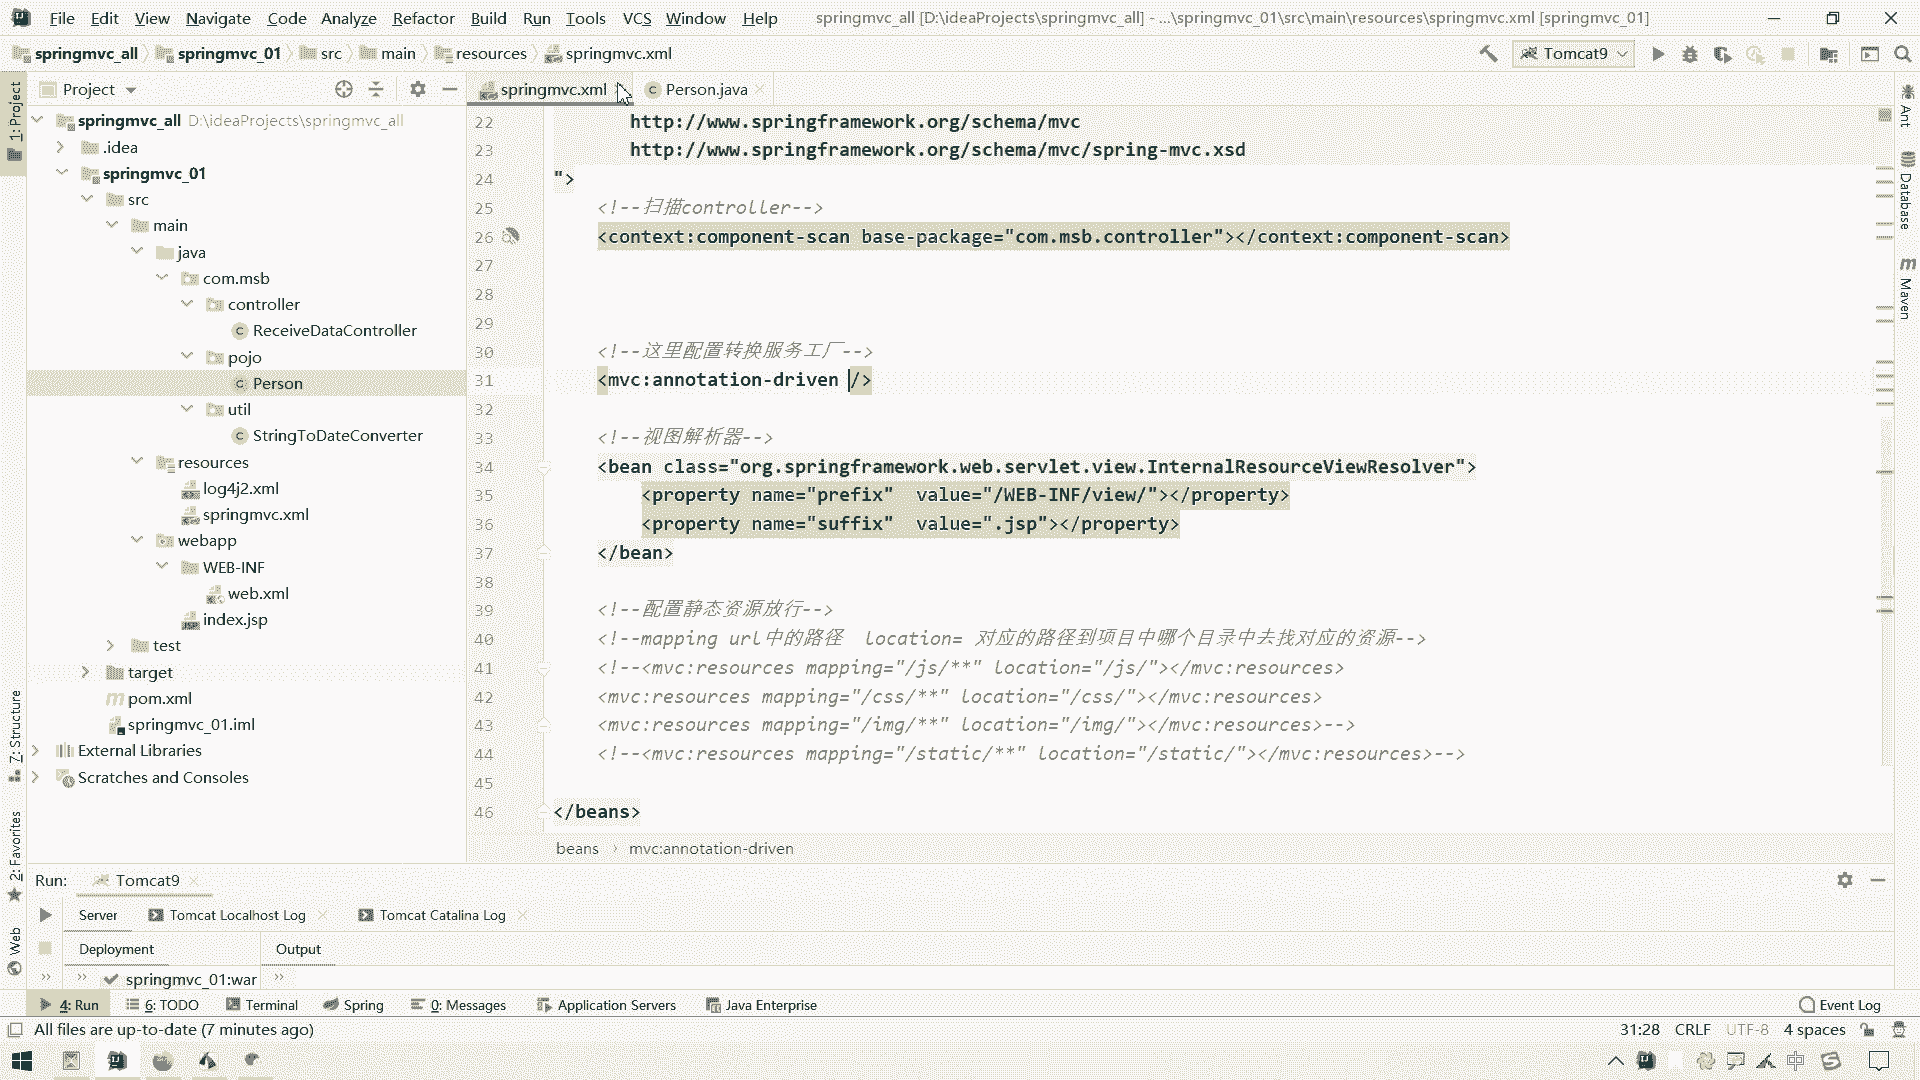 File Edit View Navigate Code Analyze Refactor Build Run Tools VCS Window Help springmvc_all [D:\ideaProjects\springmvc_all] - ...\springmvc_01\src\main\resources\springmvc.xml [springmvc_01]
springmvc_all springmvc_01 src main resources springmvc.xml Tomcat9
Project springmvc.xml Person.java
1: Project
springmvc_all D:\ideaProjects\springmvc_all
.idea
springmvc_01
src
main
java
com.msb
controller
ReceiveDataController
pojo
Person
util
StringToDateConverter
resources
log4j2.xml
springmvc.xml
webapp
WEB-INF
web.xml
index.jsp
test
target
pom.xml
springmvc_01.iml
External Libraries
Scratches and Consoles
22 http://www.springframework.org/schema/mvc
23 http://www.springframework.org/schema/mvc/spring-mvc.xsd
24 ">
25 <!--扫描controller-->
26 <context:component-scan base-package="com.msb.controller"></context:component-scan>
27
28
29
30 <!--这里配置转换服务工厂-->
31 <mvc:annotation-driven />
32
33 <!--视图解析器-->
34 <bean class="org.springframework.web.servlet.view.InternalResourceViewResolver">
35 <property name="prefix"  value="/WEB-INF/view/"></property>
36 <property name="suffix"  value=".jsp"></property>
37 </bean>
38
39 <!--配置静态资源放行-->
40 <!--mapping url中的路径  location= 对应的路径到项目中哪个目录中去找对应的资源-->
41 <!--<mvc:resources mapping="/js/**" location="/js/"></mvc:resources>
42 <mvc:resources mapping="/css/**" location="/css/"></mvc:resources>
43 <mvc:resources mapping="/img/**" location="/img/"></mvc:resources>-->
44 <!--<mvc:resources mapping="/static/**" location="/static/"></mvc:resources>-->
45
46 </beans>
beans › mvc:annotation-driven
Ant
Database
m Maven
7: Structure
2: Favorites
Web
Run: Tomcat9
Server Tomcat Localhost Log Tomcat Catalina Log
Deployment Output
springmvc_01:war
4: Run 6: TODO Terminal Spring 0: Messages Application Servers Java Enterprise Event Log
All files are up-to-date (7 minutes ago) 31:28 CRLF UTF-8 4 spaces
中